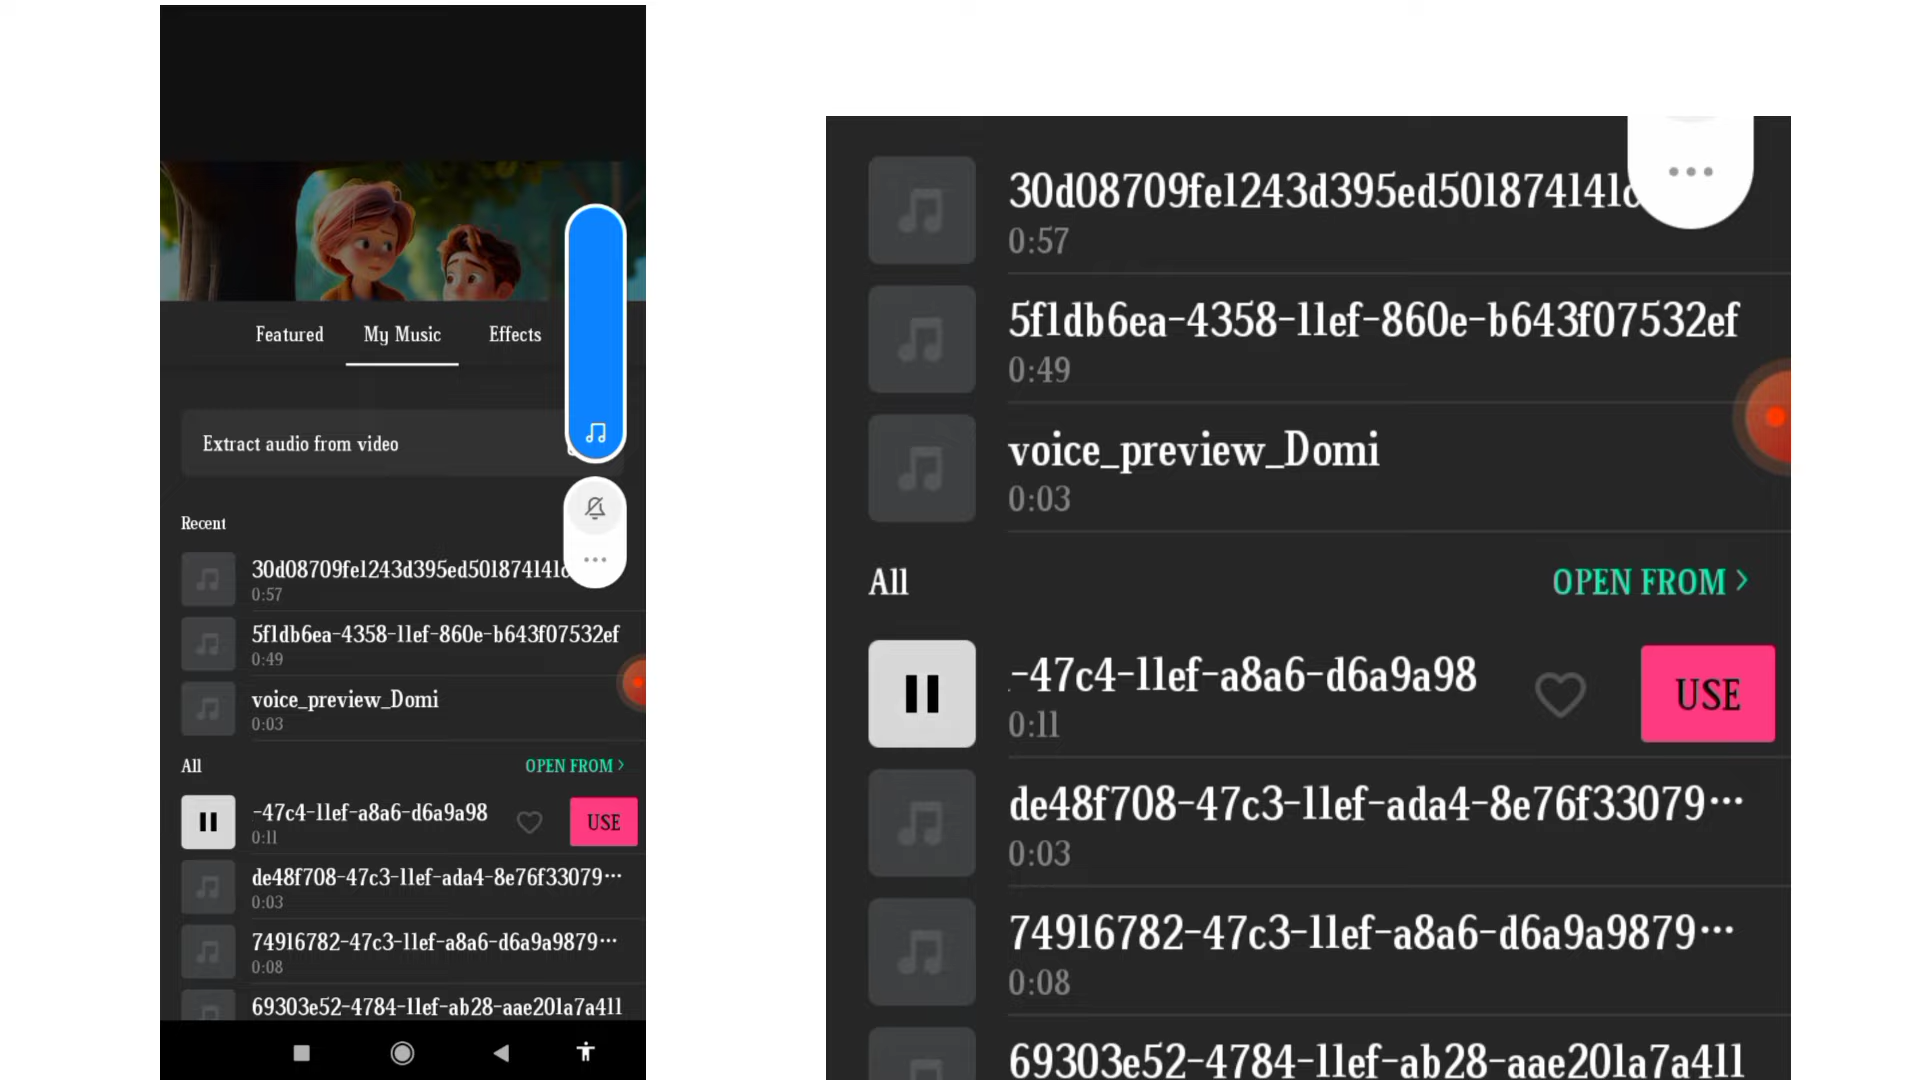 Featured
My Music
Effects
Extract audio from video
Recent
30d08709fe1243d395ed501874141c
0:57
5f1db6ea-4358-11ef-860e-b643f07532ef
0:49
voice_preview_Domi
0:03
All
OPEN FROM >
-47c4-11ef-a8a6-d6a9a98
0:11
USE
de48f708-47c3-11ef-ada4-8e76f33079···
0:03
74916782-47c3-11ef-a8a6-d6a9a9879···
0:08
69303e52-4784-11ef-ab28-aae201a7a411
30d08709fe1243d395ed501874141c
0:57
5f1db6ea-4358-11ef-860e-b643f07532ef
0:49
voice_preview_Domi
0:03
All
OPEN FROM >
-47c4-11ef-a8a6-d6a9a98
0:11
USE
de48f708-47c3-11ef-ada4-8e76f33079···
0:03
74916782-47c3-11ef-a8a6-d6a9a9879···
0:08
69303e52-4784-11ef-ab28-aae201a7a411